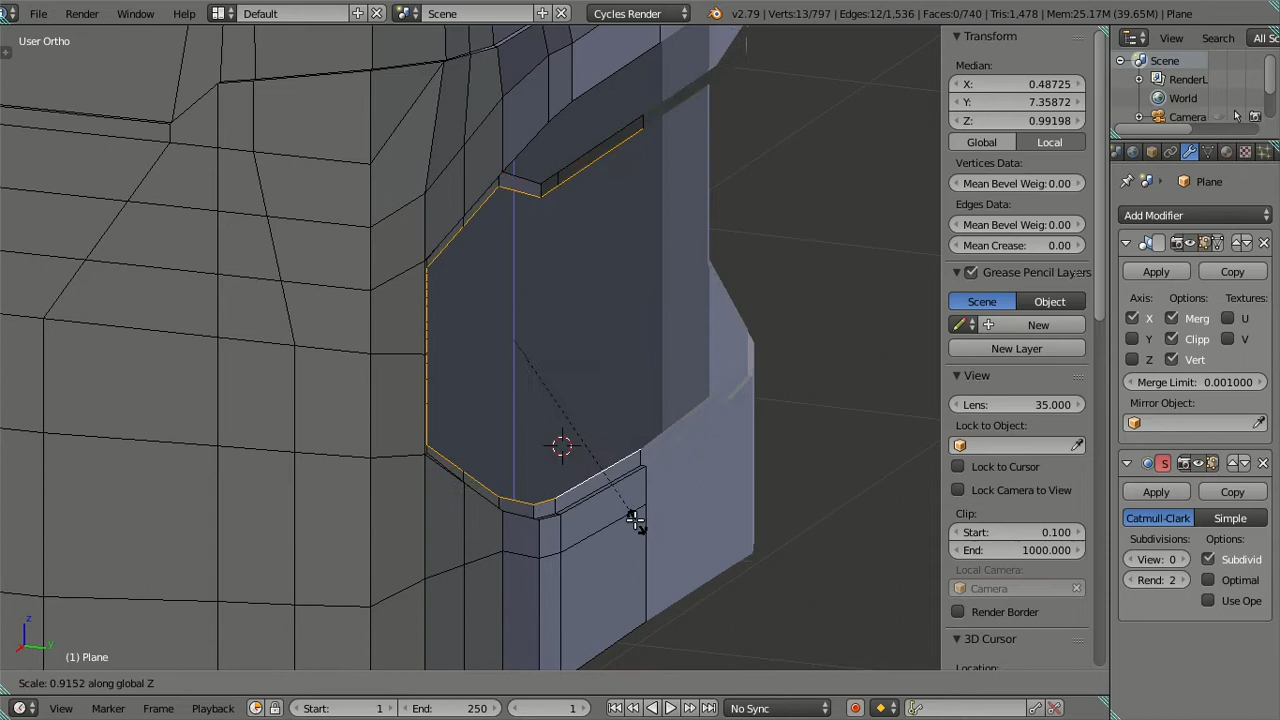 File Render Window Help Default Scene Cycles Render v2.79 | Verts:13/797 | Edges:12/1,536 | Faces:0/740 | Tris:1,478 | Mem:25.17M (39.65M) | Plane
User Ortho
Transform
Median:
X: 0.48725
Y: 7.35872
Z: 0.99198
Global Local
Vertices Data:
Mean Bevel Weig: 0.00
Edges Data:
Mean Bevel Weig: 0.00
Mean Crease: 0.00
Grease Pencil Layers
Scene Object
New
New Layer
View
Lens: 35.000
Lock to Object:
Lock to Cursor
Lock Camera to View
Clip:
Start: 0.100
End: 1000.000
Local Camera:
Camera
Render Border
3D Cursor
Location:
View Search All Sc
Scene
RenderL
World
Camera
Plane
Add Modifier
Apply Copy
Axis: Options: Textures:
X Merg U
Y Clipp V
Z Vert
Merge Limit: 0.001000
Mirror Object:
S
Apply Copy
Catmull-Clark Simple
Subdivisions: Options:
View: 0 Subdivid
Rend: 2 Optimal
Use Ope
z
y
(1) Plane
Scale: 0.9152 along global Z
View Marker Frame Playback Start: 1 End: 250 1 No Sync